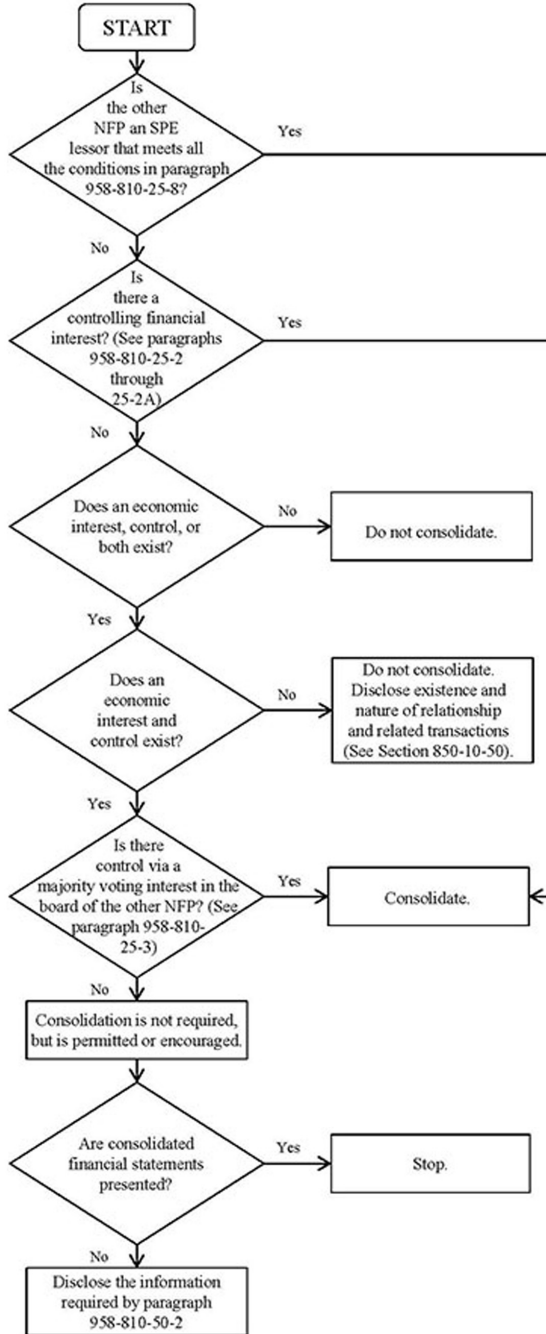 START
Is
the other
NFP an SPE
lessor that meets all
the conditions in paragraph
958-810-25-8?
Yes
No
Is
there a
controlling financial
interest? (See paragraphs
958-810-25-2
through
25-2A)
Yes
No
Does an economic
interest, control, or
both exist?
No
Do not consolidate.
Yes
Does an
economic
interest and
control exist?
No
Do not consolidate.
Disclose existence and
nature of relationship
and related transactions
(See Section 850-10-50).
Yes
Is there
control via a
majority voting interest in the
board of the other NFP? (See
paragraph 958-810-
25-3)
Yes
Consolidate.
No
Consolidation is not required,
but is permitted or encouraged.
Are consolidated
financial statements
presented?
Yes
Stop.
No
Disclose the information
required by paragraph
958-810-50-2